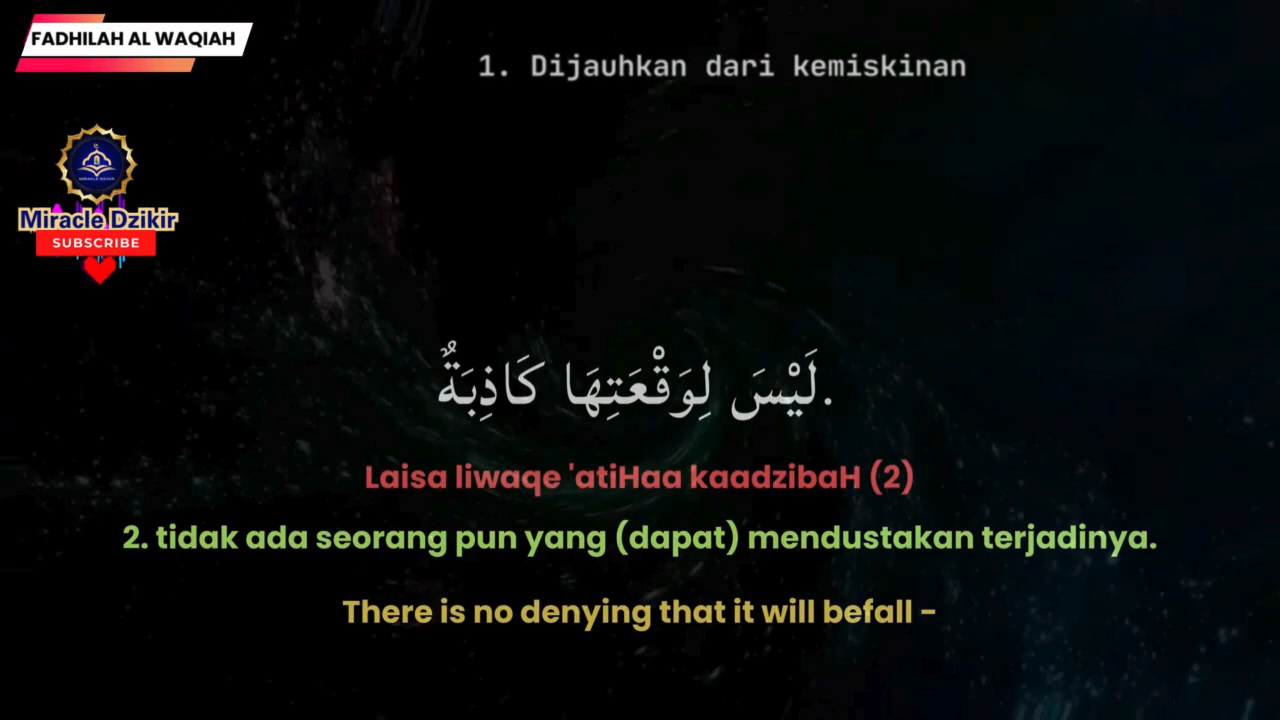 FADHILAH AL WAQIAH
1. Dijauhkan dari kemiskinan
Miracle Dzikir
SUBSCRIBE
لَيْسَ لِوَقْعَتِهَا كَاذِبَةٌ.
Laisa liwaqe 'atiHaa kaadzibaH (2)
2. tidak ada seorang pun yang (dapat) mendustakan terjadinya.
There is no denying that it will befall –